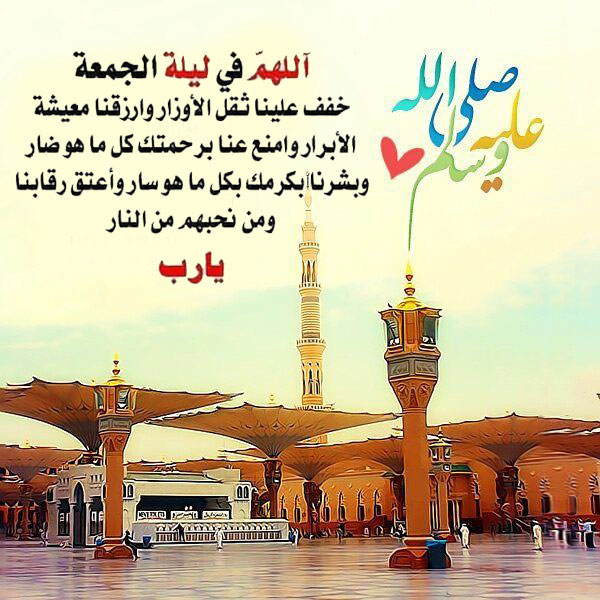 آللهمّ في ليلة الجمعة
خفف علينا ثقل الأوزار وارزقنا معيشة
الأبرار وامنع عنا برحمتك كل ما هو ضار
وبشرنا بكرمك بكل ما هو سار وأعتق رقابنا
ومن نحبهم من النار
يارب
صلى الله
عليه
وسلم